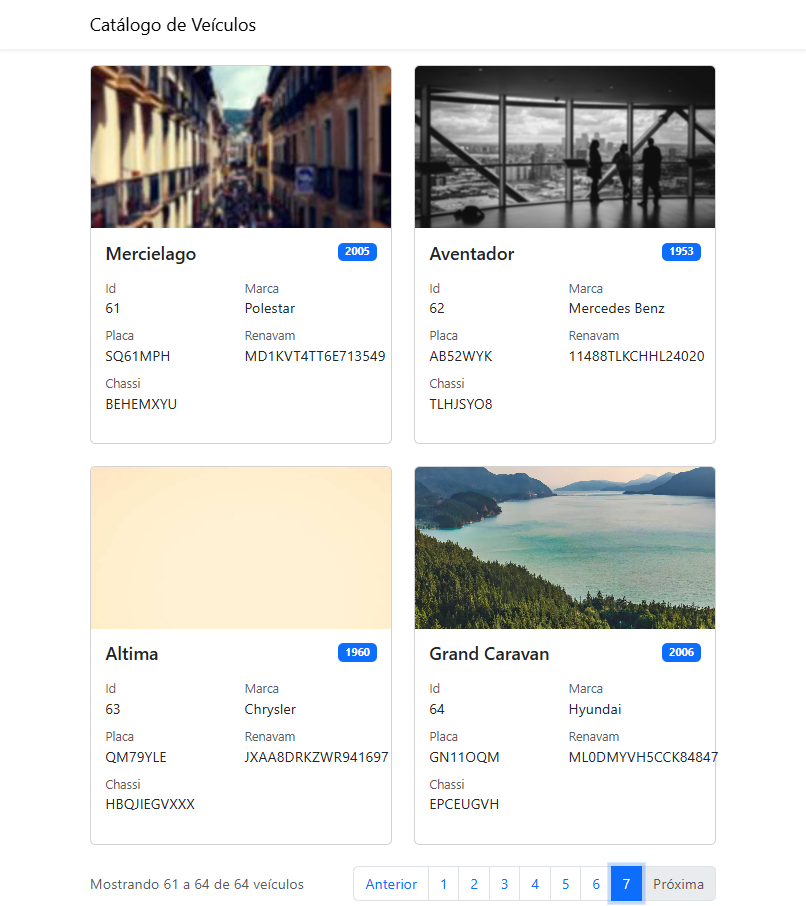 Catálogo de Veículos
Mercielago 2005
Id Marca
61 Polestar
Placa Renavam
SQ61MPH MD1KVT4TT6E713549
Chassi
BEHEMXYU
Aventador 1953
Id Marca
62 Mercedes Benz
Placa Renavam
AB52WYK 11488TLKCHHL24020
Chassi
TLHJSYO8
Altima 1960
Id Marca
63 Chrysler
Placa Renavam
QM79YLE JXAA8DRKZWR941697
Chassi
HBQJIEGVXXX
Grand Caravan 2006
Id Marca
64 Hyundai
Placa Renavam
GN11OQM ML0DMYVH5CCK84847
Chassi
EPCEUGVH
Mostrando 61 a 64 de 64 veículos Anterior 1 2 3 4 5 6 7 Próxima